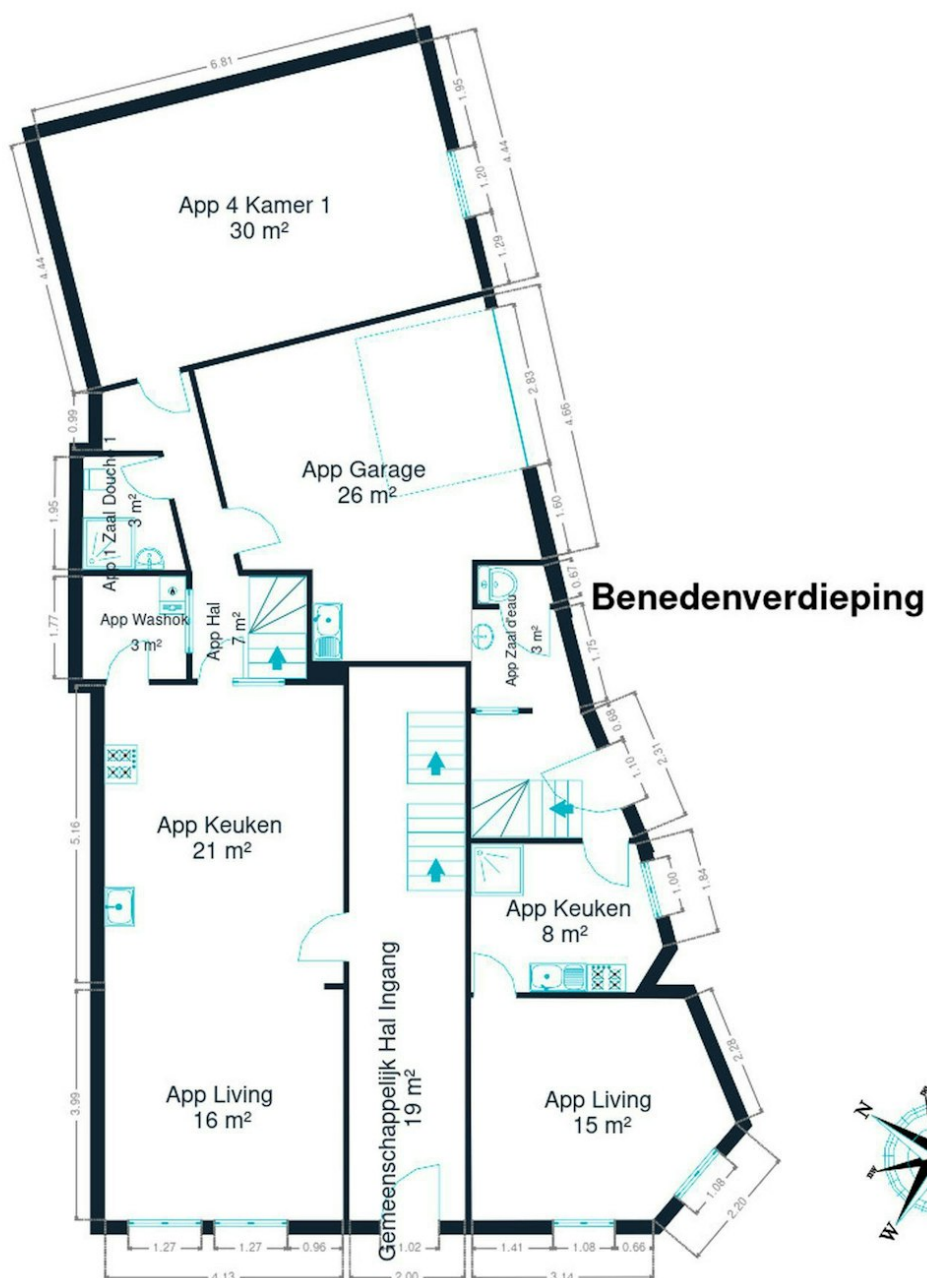 6.81
1.95
4.44
1.20
1.29
4.44
App 4 Kamer 1
30 m²
0.99
2.83
4.66
1.60
App Garage
26 m²
App 1 Zaal Douche 1
3 m²
1.95
1.77
App Washok
3 m²
App Hal
7 m²
App Zaal d'eau
3 m²
0.67
1.75
Benedenverdieping
0.68
1.10
2.31
App Keuken
21 m²
5.16
App Keuken
8 m²
1.00
1.84
Gemeenschappelijk Hal Ingang
19 m²
App Living
16 m²
3.99
App Living
15 m²
2.28
1.08
2.20
N
W
1.27
1.27
0.96
1.02
1.41
1.08
0.66
4.13
2.00
3.14